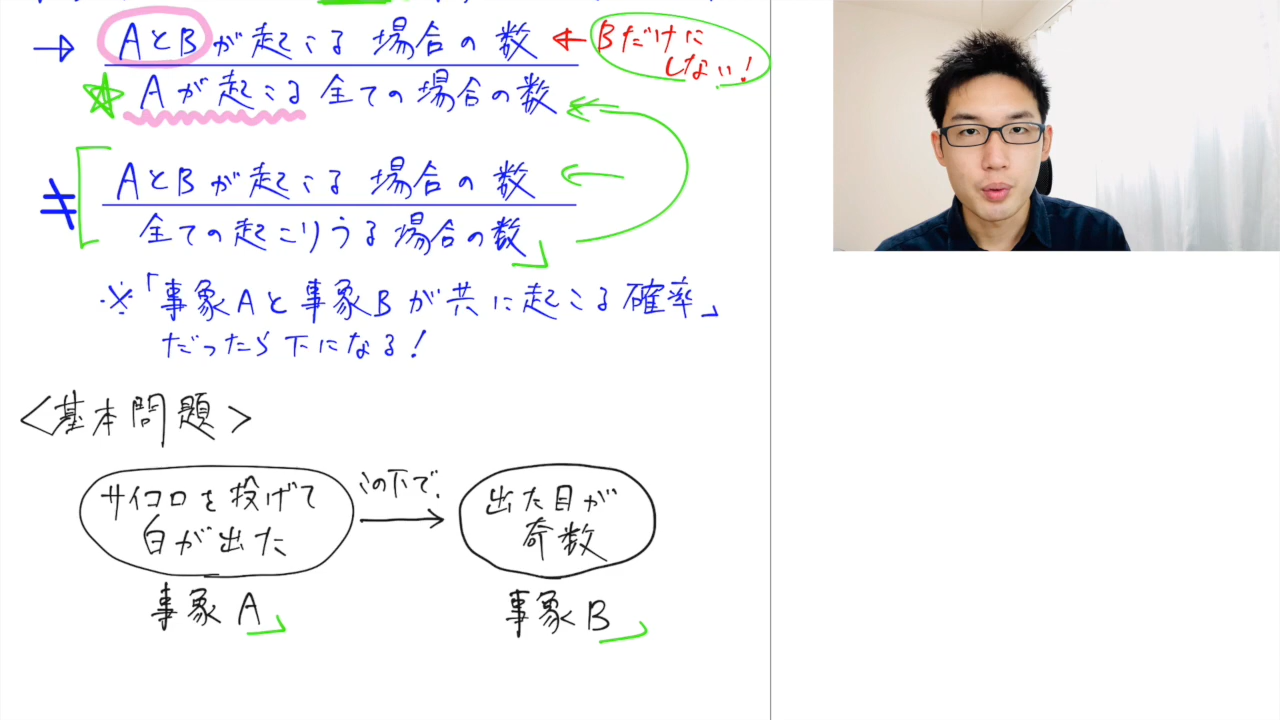 → AとBが起こる 場合の数 ← Bだけに
しない!
☆ Aが起こる 全ての場合の数
≠ AとBが起こる 場合の数
全ての起こりうる場合の数
※「事象Aと事象Bが共に起こる確率」
だったら下になる!
<基本問題>
サイコロを投げて
白が出た
この下で、
出た目が
奇数
事象A
事象B